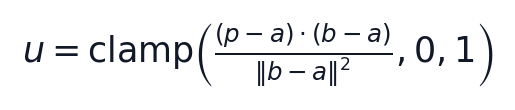 u = clamp( (p − a) · (b − a) / ‖b − a‖² , 0, 1 )